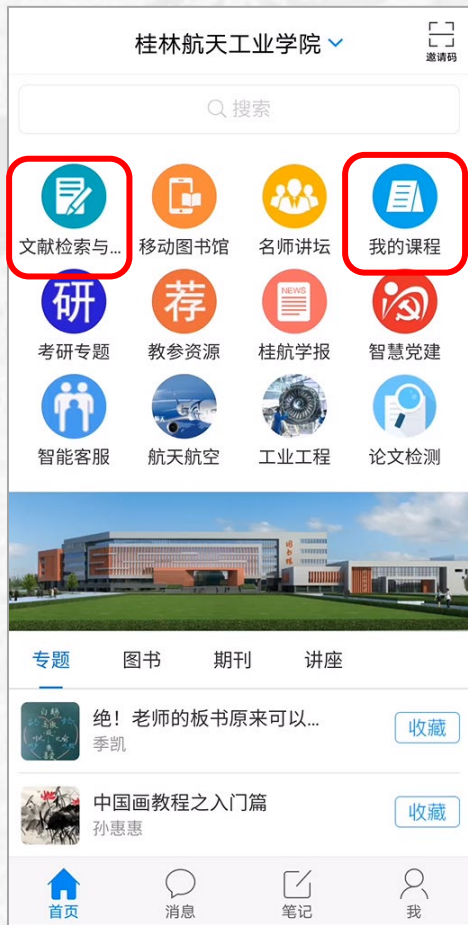 桂林航天工业学院
邀请码
搜索
文献检索与...
移动图书馆
名师讲坛
我的课程
研
荐
NEWS
考研专题
教参资源
桂航学报
智慧党建
智能客服
航天航空
工业工程
论文检测
图书馆
专题
图书
期刊
讲座
绝！老师的板书原来可以...
季凯
收藏
中国画教程之入门篇
孙惠惠
收藏
首页
消息
笔记
我